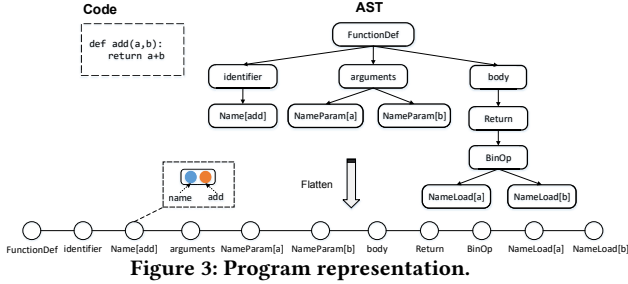 Code
AST
def add(a,b):
return a+b
FunctionDef
identifier
arguments
body
Name[add]
NameParam[a]
NameParam[b]
Return
BinOp
NameLoad[a]
NameLoad[b]
Flatten
name
add
FunctionDef identifier Name[add] arguments NameParam[a] NameParam[b] body Return BinOp NameLoad[a] NameLoad[b]
Figure 3: Program representation.